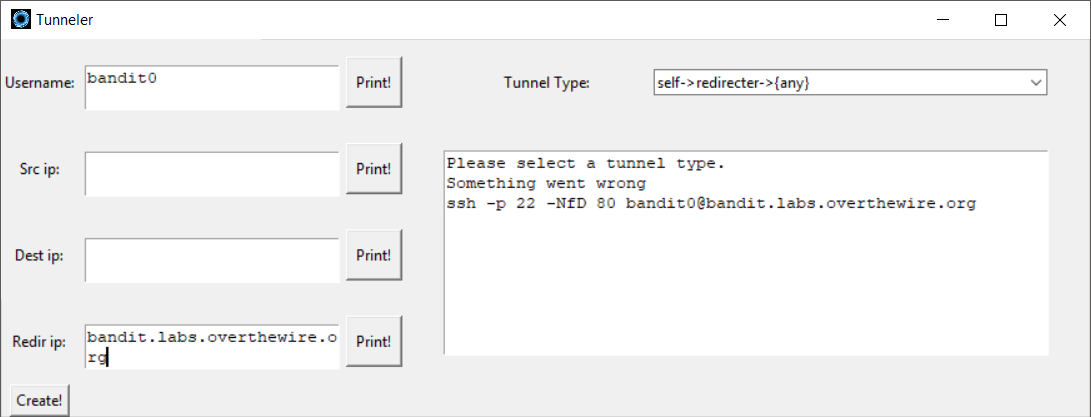 Tunneler
Username:
bandit0
Print!
Tunnel Type:
self->redirecter->{any}
Src ip:
Print!
Please select a tunnel type.
Something went wrong
ssh -p 22 -NfD 80 bandit0@bandit.labs.overthewire.org
Dest ip:
Print!
Redir ip:
bandit.labs.overthewire.o
rg
Print!
Create!